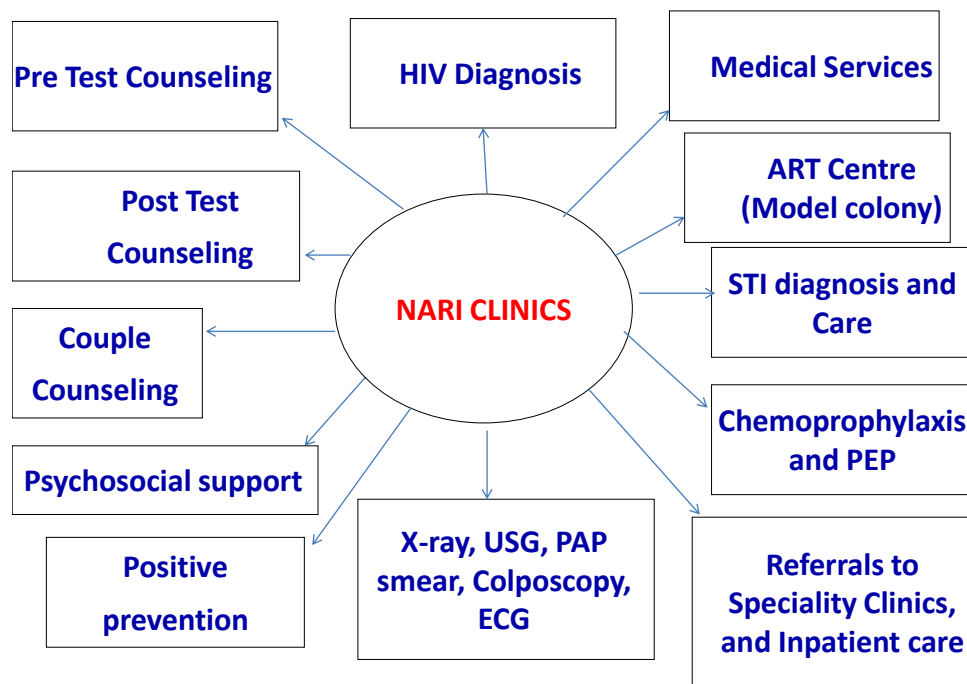 Pre Test Counseling
HIV Diagnosis
Medical Services
Post Test
Counseling
ART Centre
(Model colony)
NARI CLINICS
STI diagnosis and
Care
Couple
Counseling
Chemoprophylaxis
and PEP
Psychosocial support
Positive
prevention
X-ray, USG, PAP
smear, Colposcopy,
ECG
Referrals to
Speciality Clinics,
and Inpatient care